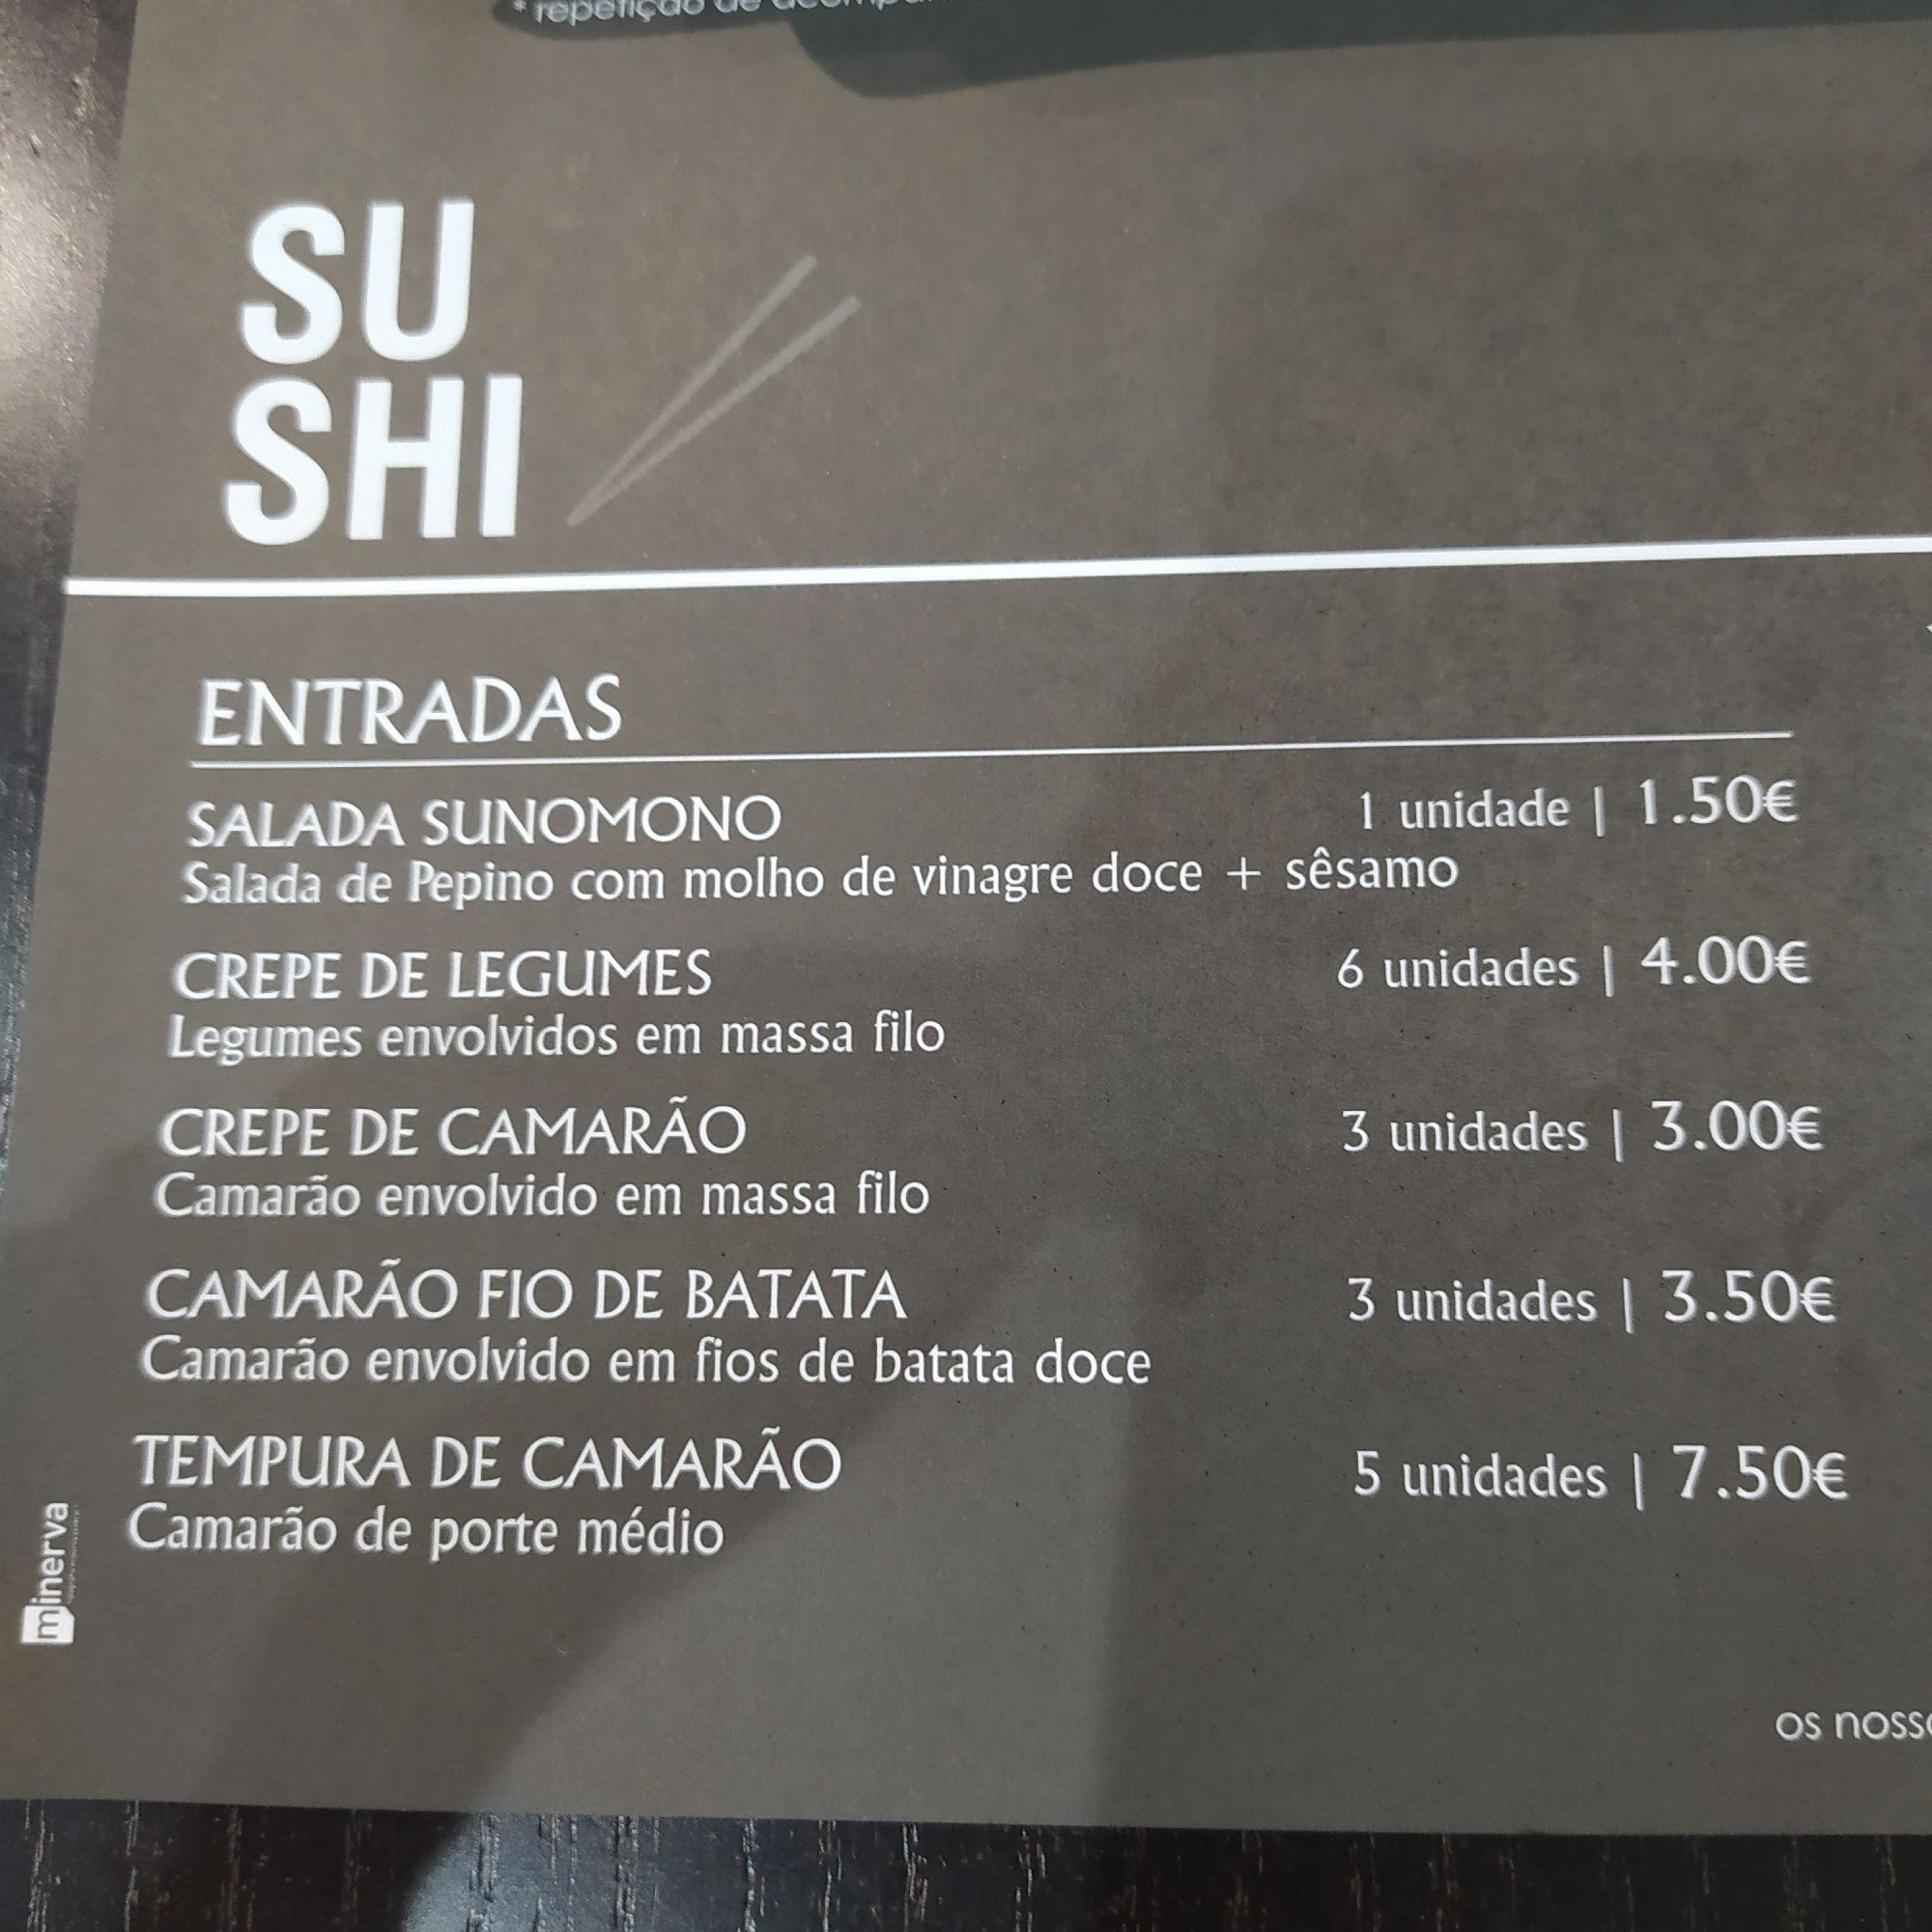 * repetição de
SU
SHI
ENTRADAS
SALADA SUNOMONO 1 unidade | 1.50€
Salada de Pepino com molho de vinagre doce + sêsamo
CREPE DE LEGUMES 6 unidades | 4.00€
Legumes envolvidos em massa filo
CREPE DE CAMARÃO 3 unidades | 3.00€
Camarão envolvido em massa filo
CAMARÃO FIO DE BATATA 3 unidades | 3.50€
Camarão envolvido em fios de batata doce
TEMPURA DE CAMARÃO 5 unidades | 7.50€
Camarão de porte médio
minerva
os